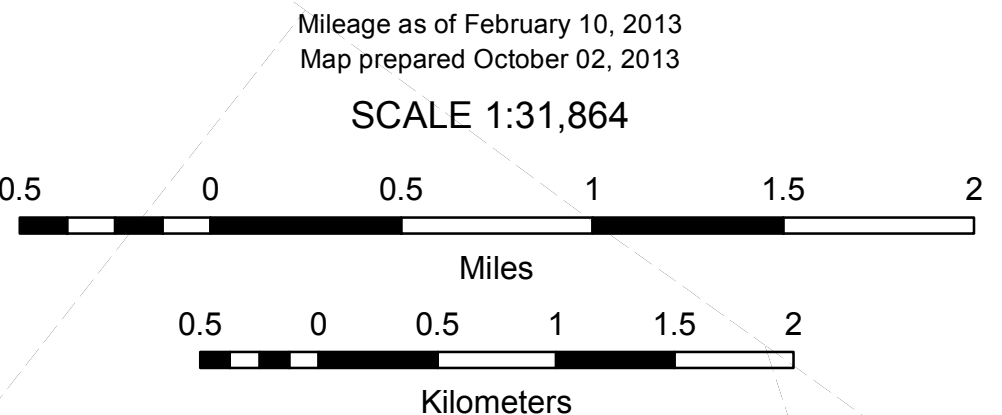 Mileage as of February 10, 2013
Map prepared October 02, 2013
SCALE 1:31,864
0.5 0 0.5 1 1.5 2
Miles
0.5 0 0.5 1 1.5 2
Kilometers